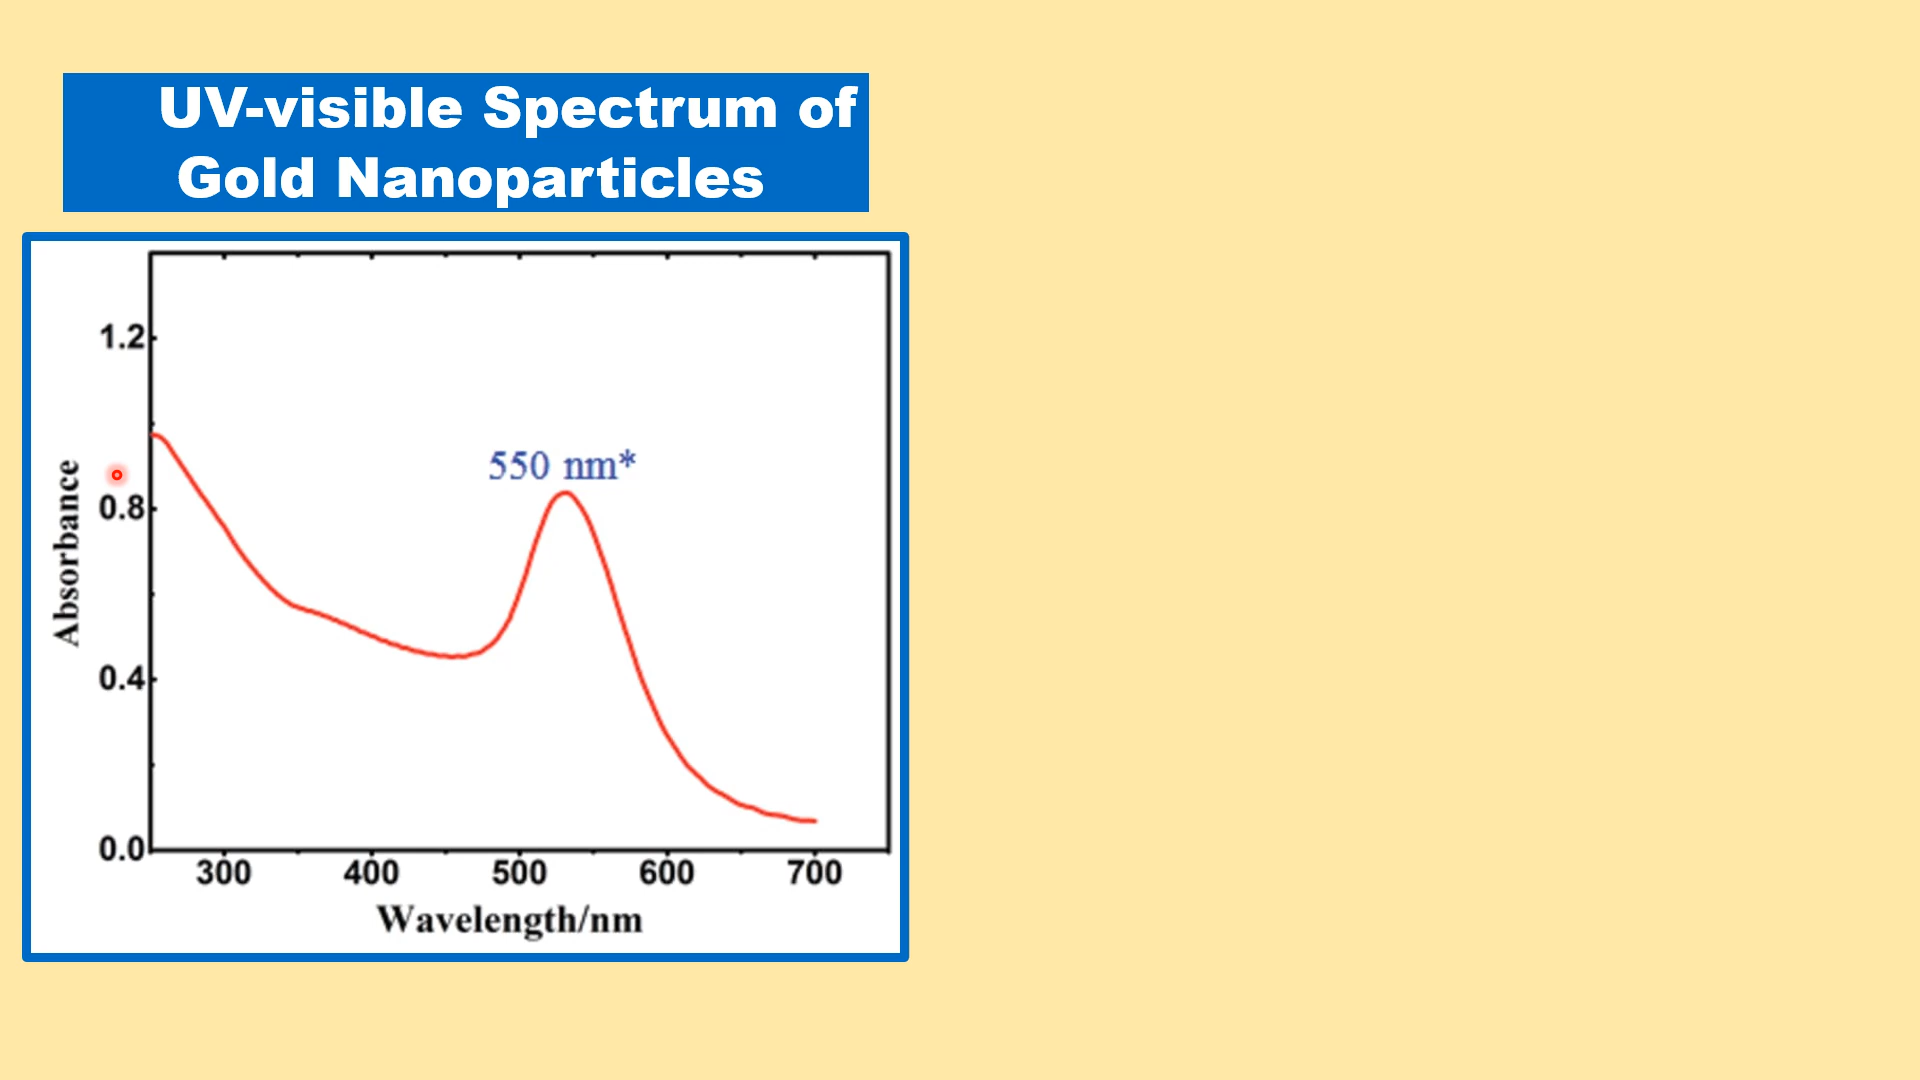 UV-visible Spectrum of
Gold Nanoparticles
1.2
0.8
0.4
0.0
Absorbance
550 nm*
300 400 500 600 700
Wavelength/nm